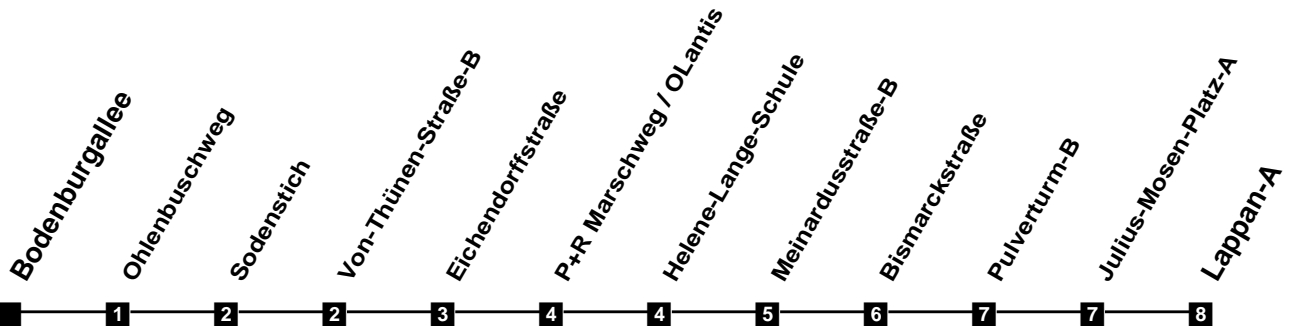 Bodenburgallee
Ohlenbuschweg
Sodenstich
Von-Thünen-Straße-B
Eichendorffstraße
P+R Marschweg / OLantis
Helene-Lange-Schule
Meinardusstraße-B
Bismarckstraße
Pulverturm-B
Julius-Mosen-Platz-A
Lappan-A
1 2 2 3 4 4 5 6 7 7 8